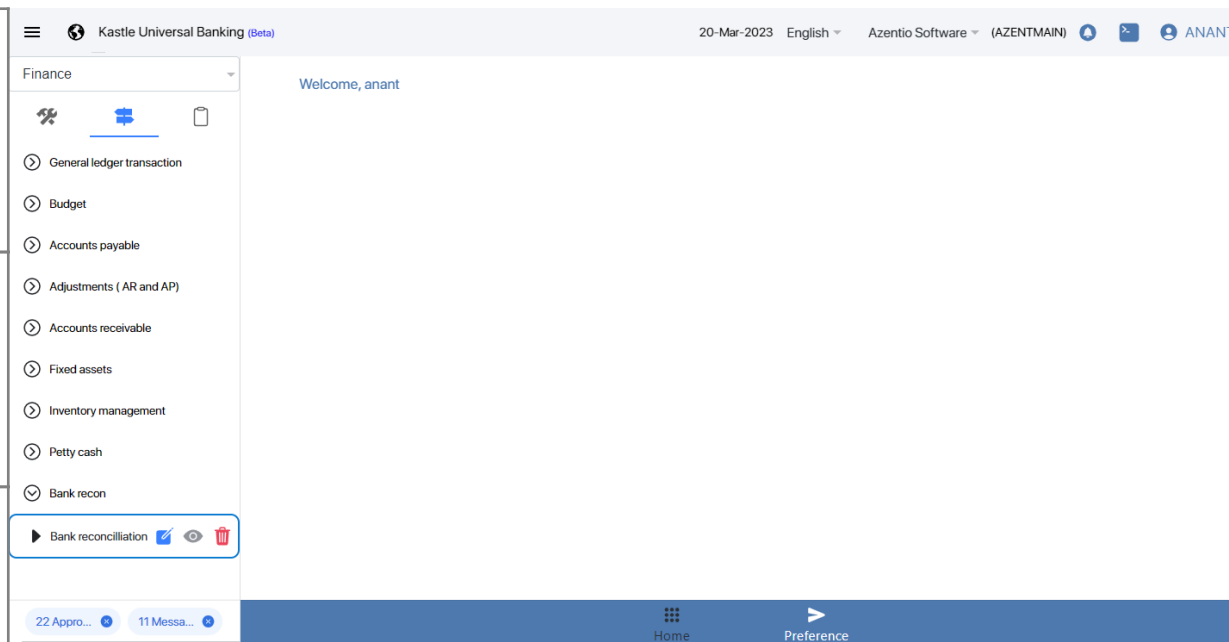 Kastle Universal Banking (Beta)
20-Mar-2023 English Azentio Software (AZENTMAIN) ANANT
Finance
Welcome, anant
General ledger transaction
Budget
Accounts payable
Adjustments ( AR and AP)
Accounts receivable
Fixed assets
Inventory management
Petty cash
Bank recon
Bank reconcilliation
22 Appro... 11 Messa...
Home Preference